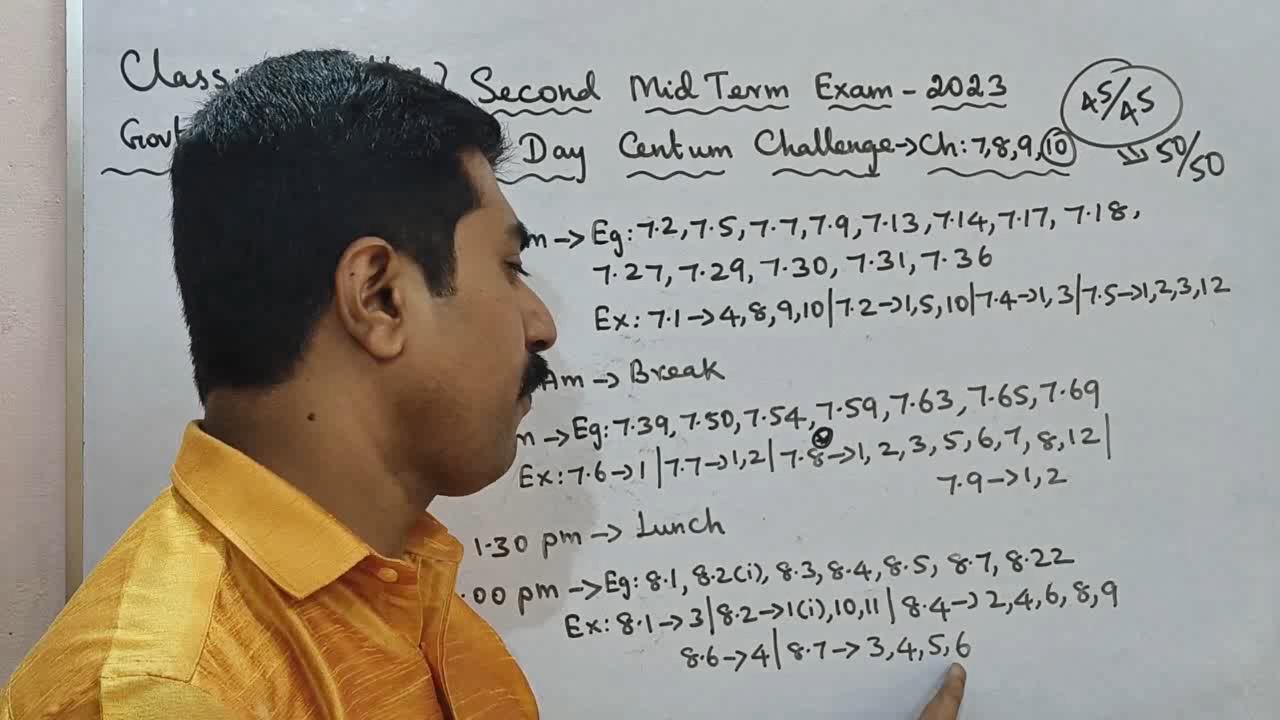 Class: Second Mid Term Exam - 2023
45/45
Govt Day Centum Challenge → Ch: 7,8,9,10
50/50
m → Eg: 7.2, 7.5, 7.7, 7.9, 7.13, 7.14, 7.17, 7.18,
7.27, 7.29, 7.30, 7.31, 7.36
Ex: 7.1 → 4,8,9,10 | 7.2 → 1,5,10 | 7.4 → 1,3 | 7.5 → 1,2,3,12
Am → Break
m → Eg: 7.39, 7.50, 7.54, 7.59, 7.63, 7.65, 7.69
Ex: 7.6 → 1 | 7.7 → 1,2 | 7.8 → 1, 2, 3, 5, 6, 7, 8, 12 |
7.9 → 1, 2
1.30 pm → Lunch
.00 pm → Eg: 8.1, 8.2(i), 8.3, 8.4, 8.5, 8.7, 8.22
Ex: 8.1 → 3 | 8.2 → 1(i), 10, 11 | 8.4 → 2, 4, 6, 8, 9
8.6 → 4 | 8.7 → 3, 4, 5, 6